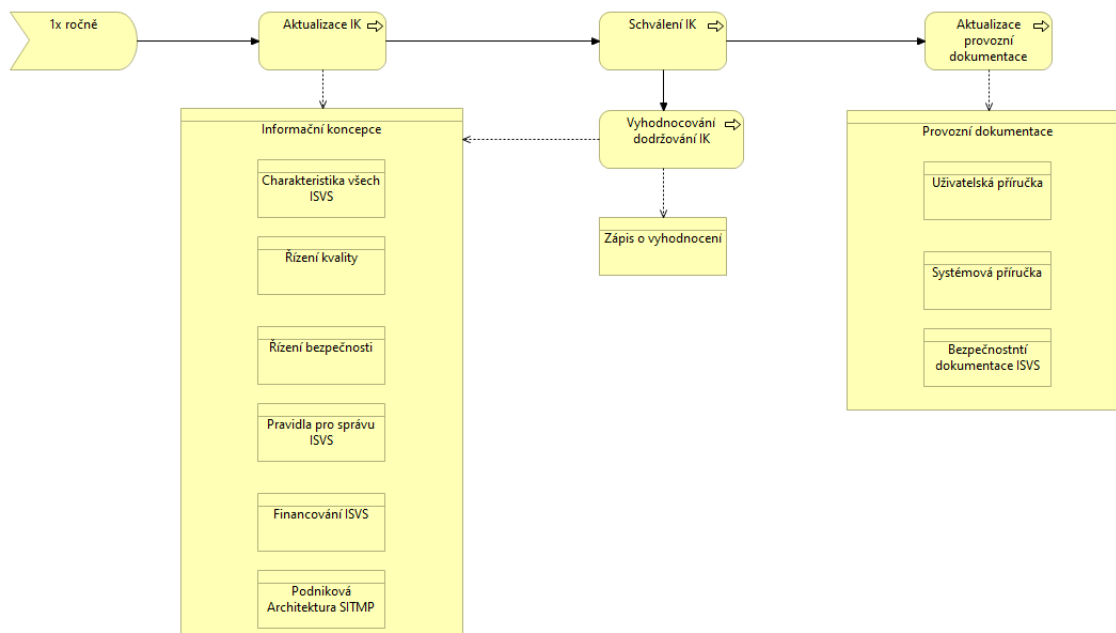 1x ročně
Aktualizace IK
Schválení IK
Aktualizace
provozní
dokumentace
Informační koncepce
Vyhodnocování
dodržování IK
Provozní dokumentace
Charakteristika všech
ISVS
Uživatelská příručka
Zápis o vyhodnocení
Řízení kvality
Systémová příručka
Řízení bezpečnosti
Bezpečnostntí
dokumentace ISVS
Pravidla pro správu
ISVS
Financování ISVS
Podniková
Architektura SITMP